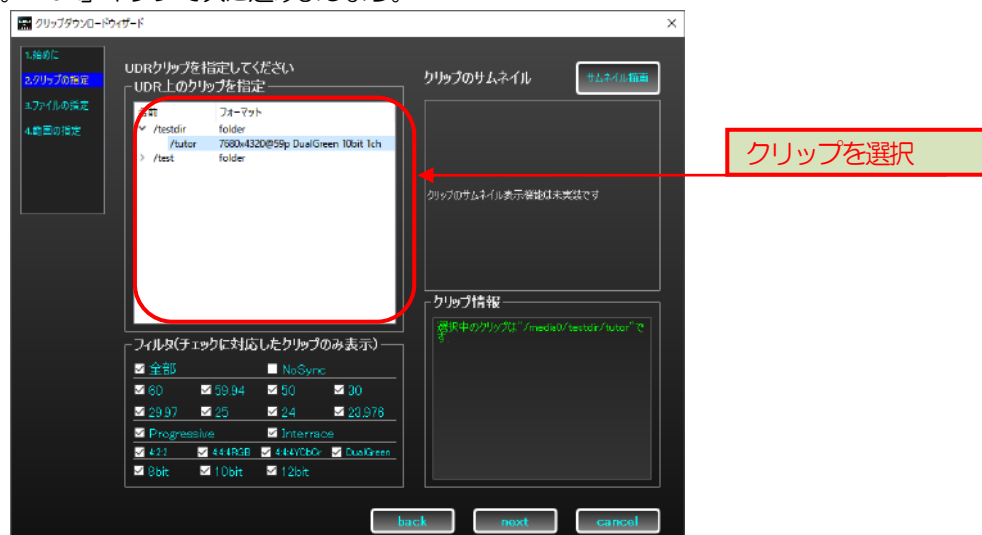 クリップダウンロードウィザード
1.始めに
2.クリップの指定
3.ファイルの指定
4.範囲の指定
UDRクリップを指定してください
UDR上のクリップを指定
名前 フォーマット
/testdir folder
/tutor 7680x4320@59p DualGreen 10bit 1ch
/test folder
クリップのサムネイル
サムネイル描画
クリップのサムネイル表示機能は未実装です
クリップを選択
クリップ情報
選択中のクリップは"/media0/testdir/tutor"で
す
フィルタ(チェックに対応したクリップのみ表示)
全部 NoSync
60 59.94 50 30
29.97 25 24 23.976
Progressive Interrace
4:2:2 4:4:4RGB 4:4:4YCbCr DualGreen
8bit 10bit 12bit
back next cancel